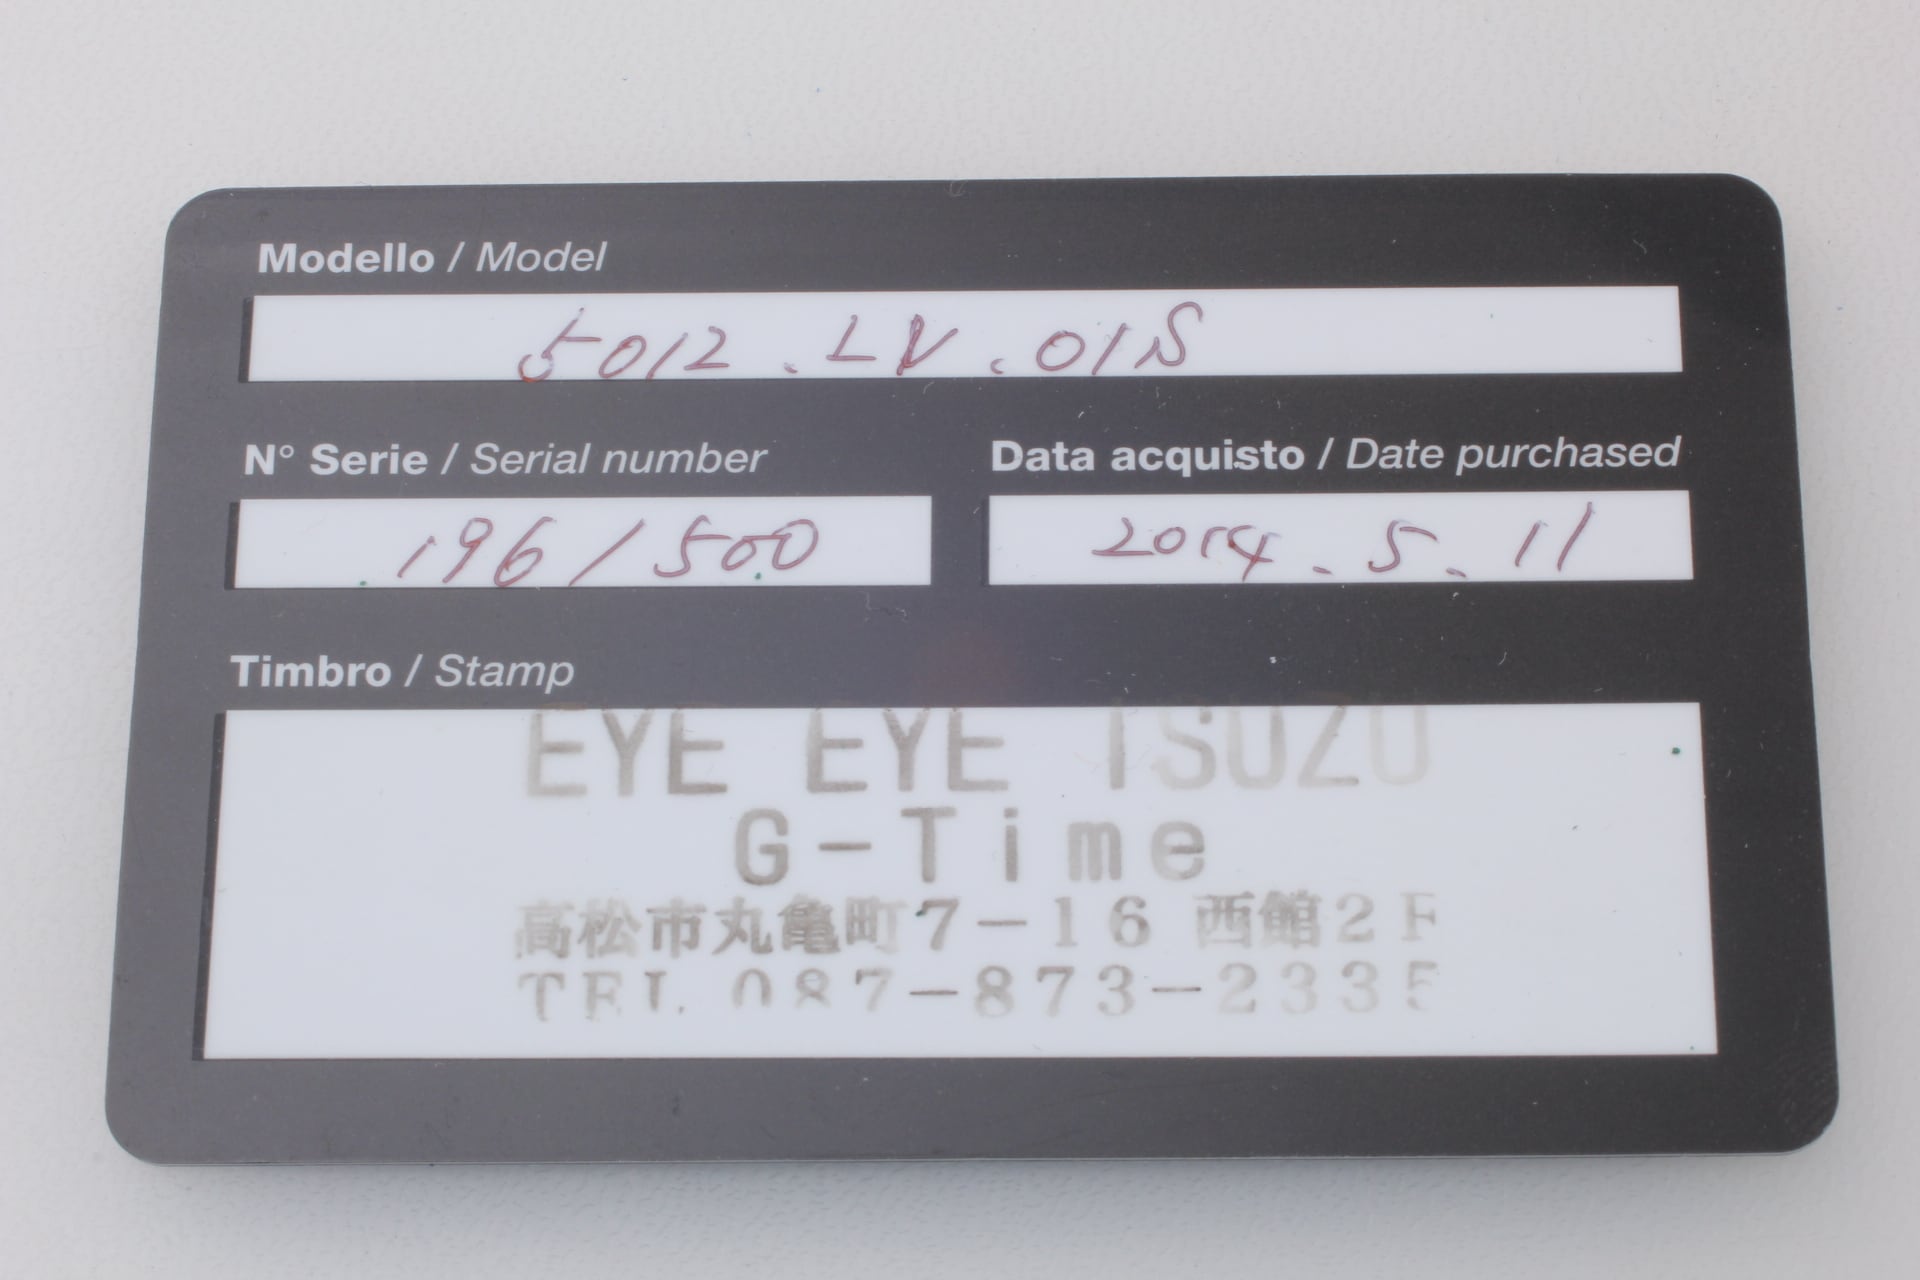 Modello / Model
5012.LV.01S
N° Serie / Serial number
196/500
Data acquisto / Date purchased
2014.5.11
Timbro / Stamp
EYE EYE ISUZU
G-Time
高松市丸亀町7-16 西館2F
TEL 087-873-2335